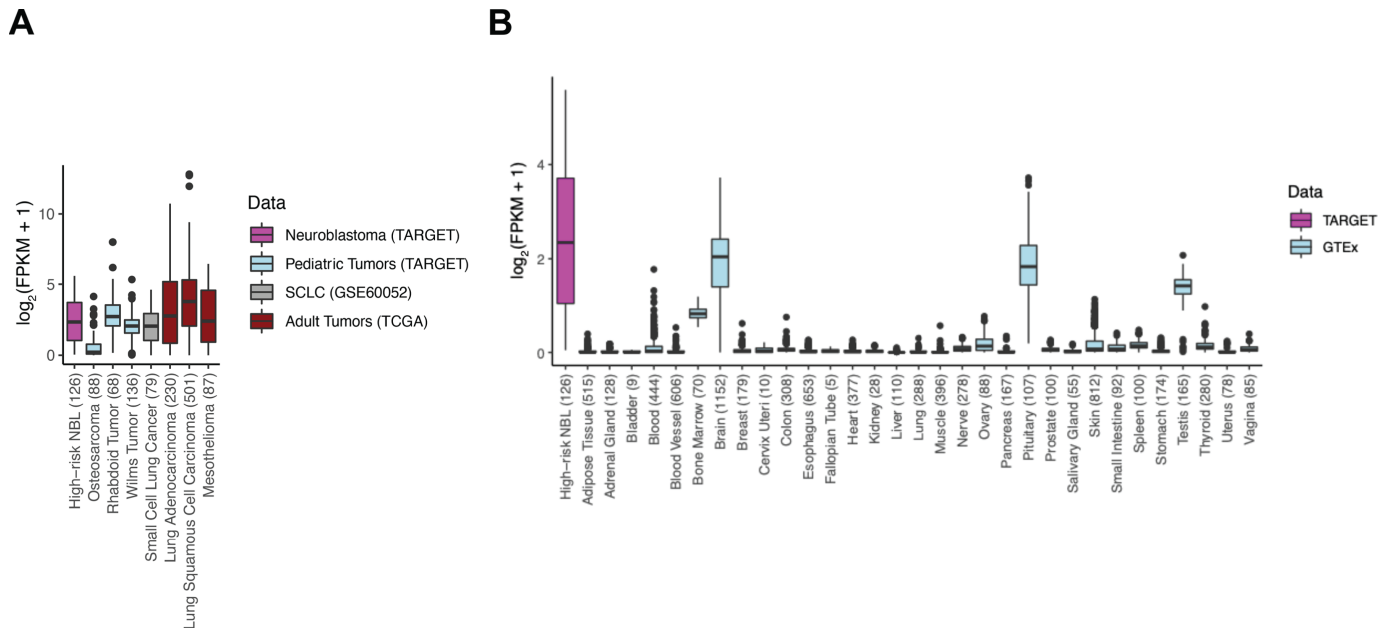 A
B
log2(FPKM + 1)
10
5
0
High−risk NBL (126)
Osteosarcoma (88)
Rhabdoid Tumor (68)
Wilms Tumor (136)
Small Cell Lung Cancer (79)
Lung Adenocarcinoma (230)
Lung Squamous Cell Carcinoma (501)
Mesothelioma (87)
Data
Neuroblastoma (TARGET)
Pediatric Tumors (TARGET)
SCLC (GSE60052)
Adult Tumors (TCGA)
log2(FPKM + 1)
4
2
0
High−risk NBL (126)
Adipose Tissue (515)
Adrenal Gland (128)
Bladder (9)
Blood (444)
Blood Vessel (606)
Bone Marrow (70)
Brain (1152)
Breast (179)
Cervix Uteri (10)
Colon (308)
Esophagus (653)
Fallopian Tube (5)
Heart (377)
Kidney (28)
Liver (110)
Lung (288)
Muscle (396)
Nerve (278)
Ovary (88)
Pancreas (167)
Pituitary (107)
Prostate (100)
Salivary Gland (55)
Skin (812)
Small Intestine (92)
Spleen (100)
Stomach (174)
Testis (165)
Thyroid (280)
Uterus (78)
Vagina (85)
Data
TARGET
GTEx